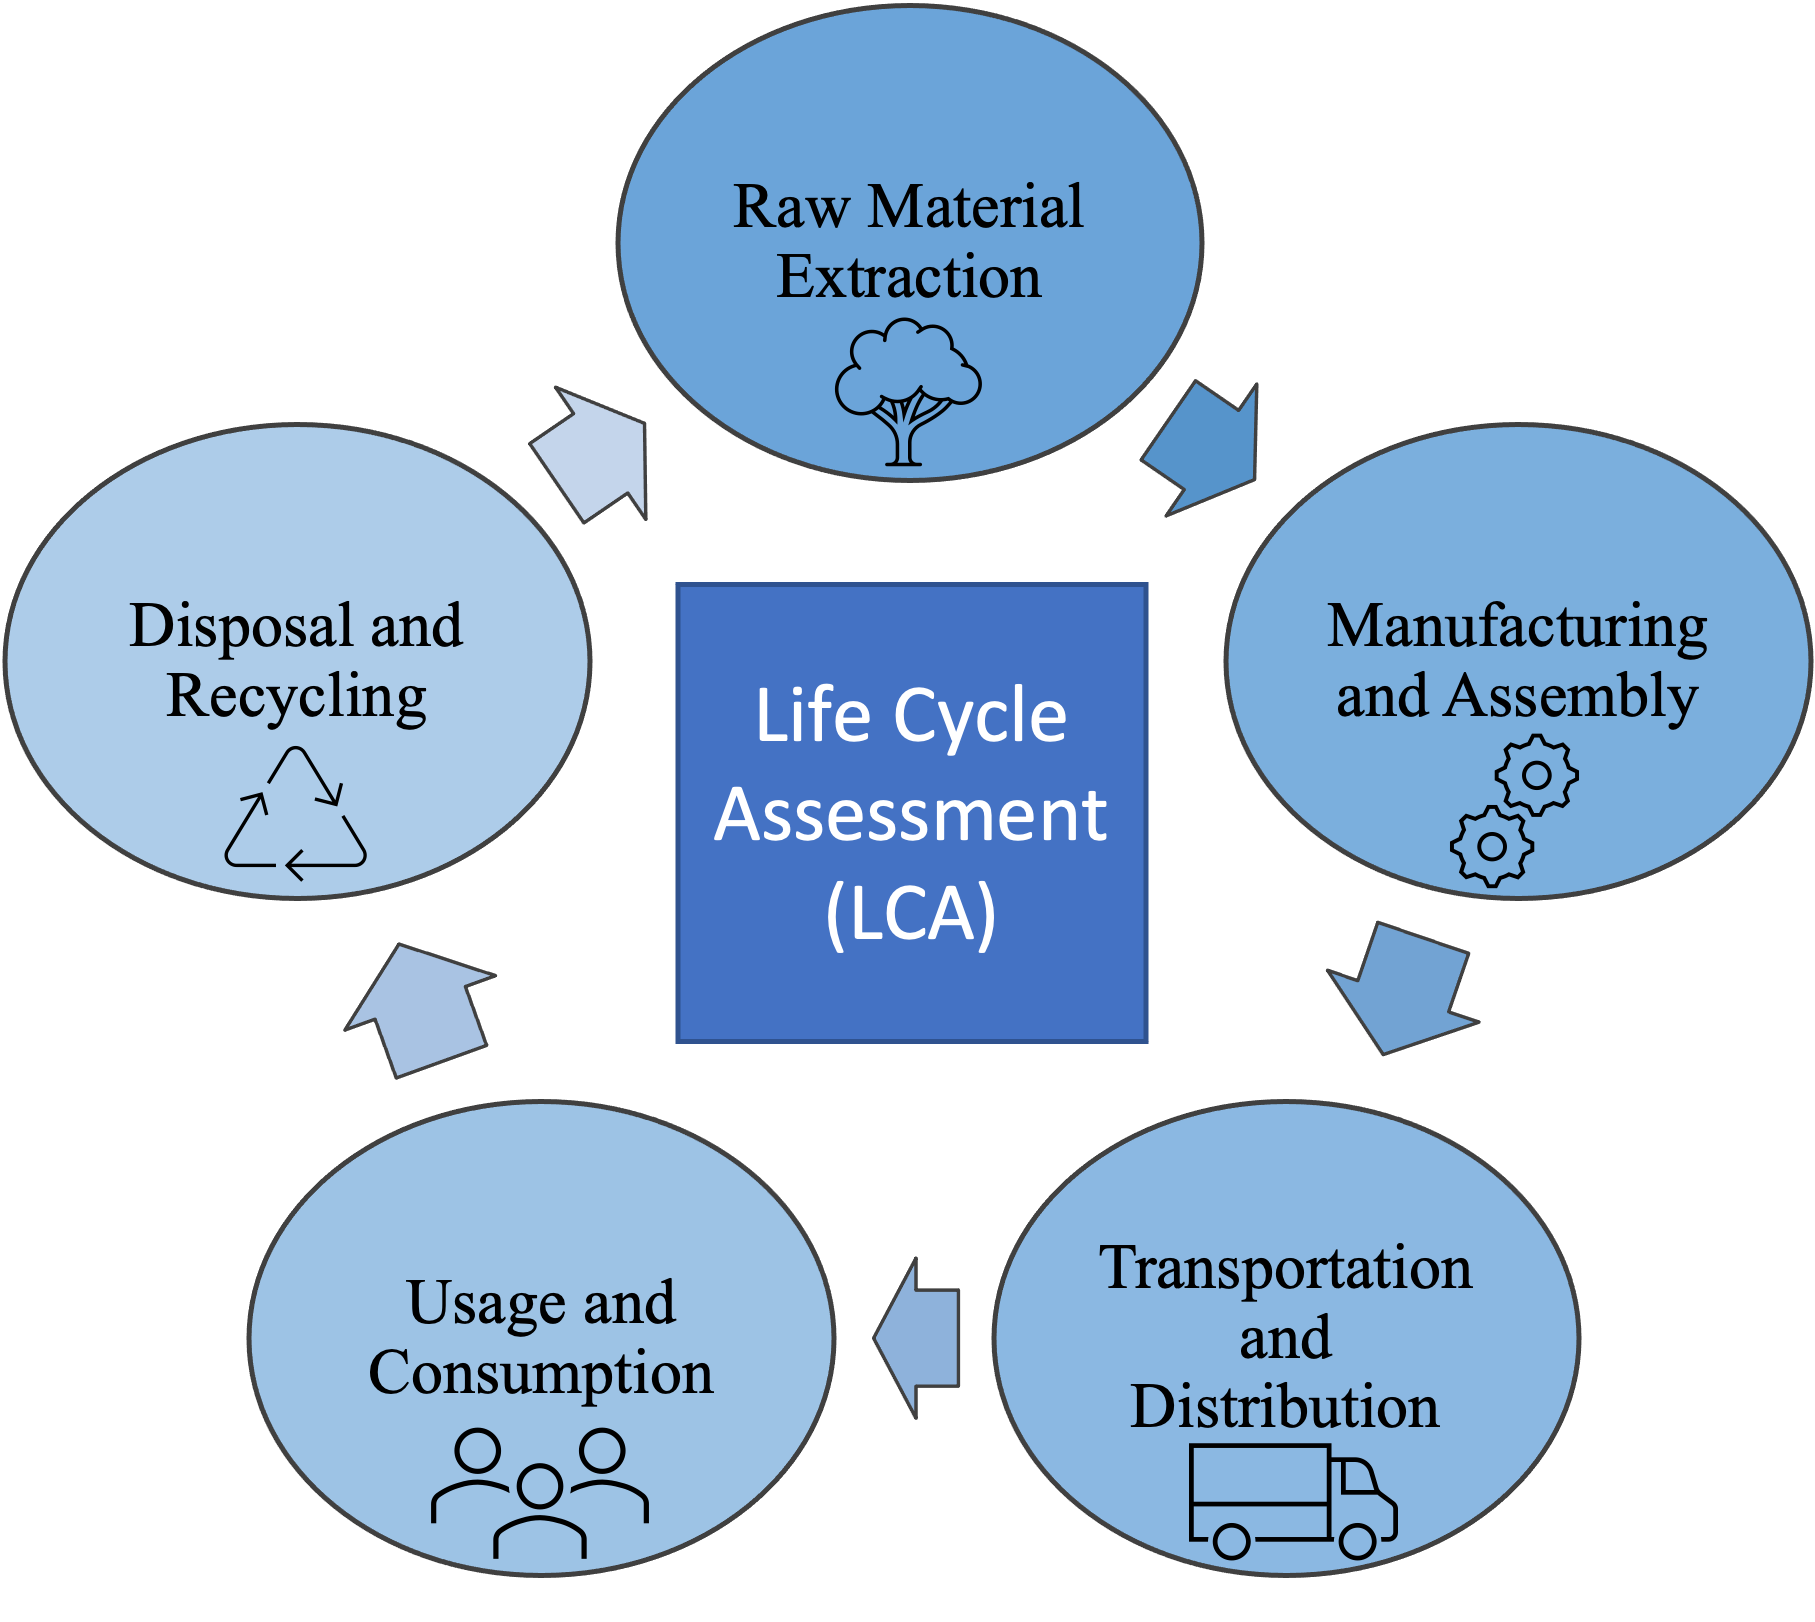 Raw Material
Extraction
Manufacturing
and Assembly
Transportation
and
Distribution
Usage and
Consumption
Disposal and
Recycling
Life Cycle
Assessment
(LCA)